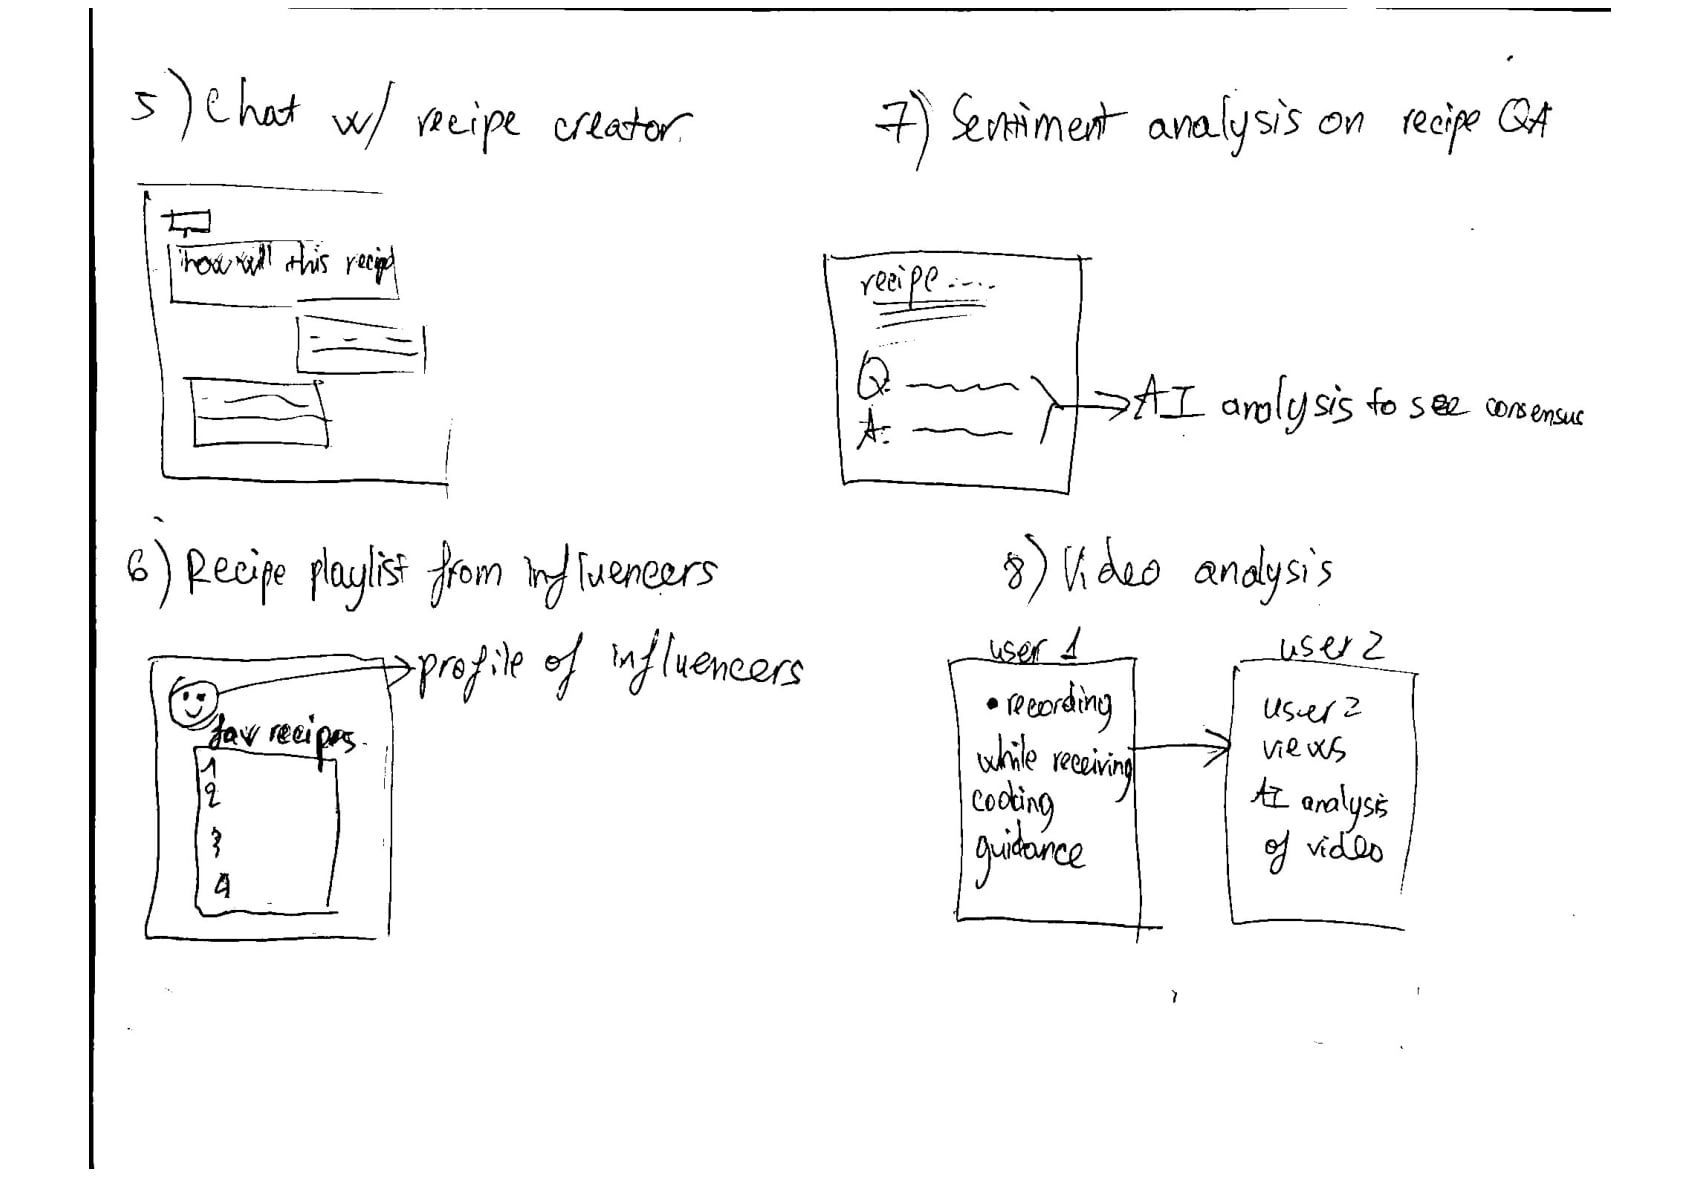 5) Chat w/ recipe creator.
how will this recip
6) Recipe playlist from influencers
profile of influencers
fav recipes.
1
2
3
4
7) Sentiment analysis on recipe QA
recipe.....
Q:
A:
AI analysis to see consensus
8) Video analysis
user 1
• recording
while receiving
cooking
guidance
user 2
user 2
views
AI analysis
of video